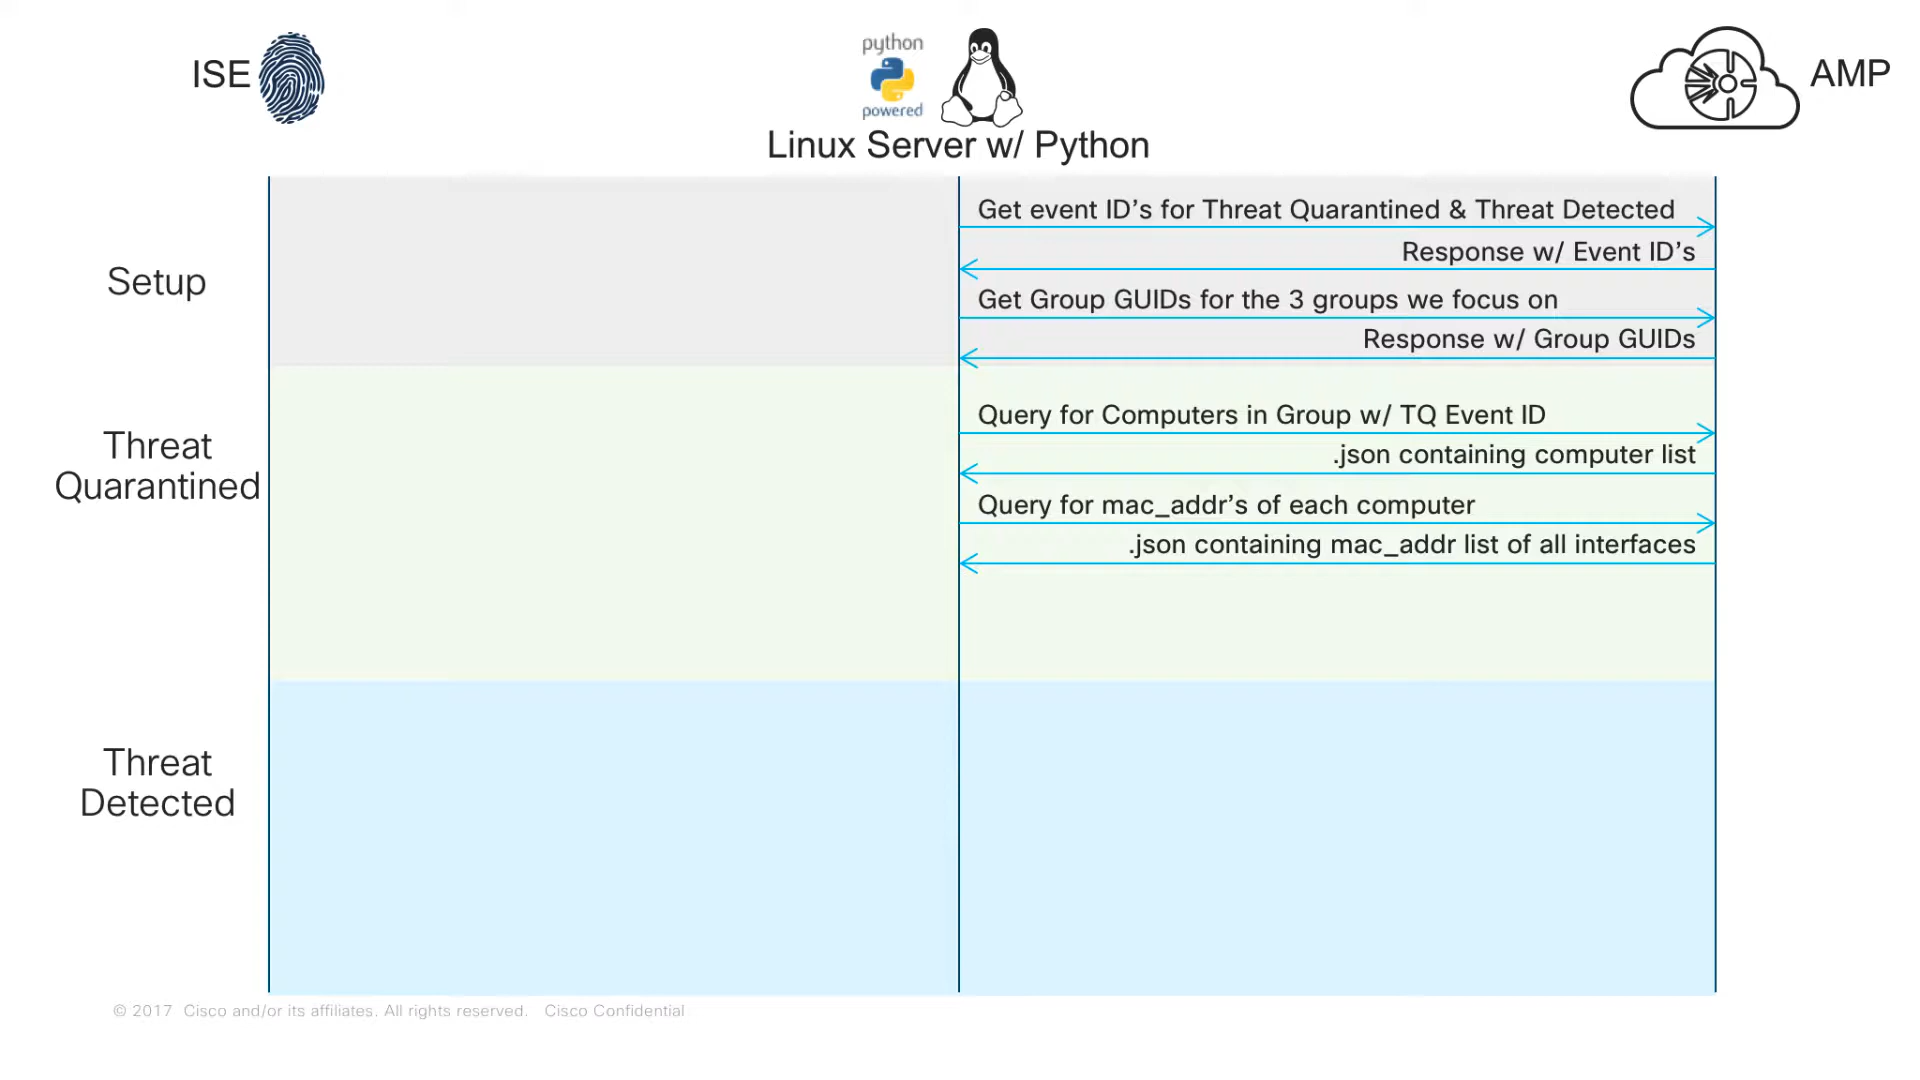 ISE
python
powered
Linux Server w/ Python
AMP
Setup
Get event ID’s for Threat Quarantined & Threat Detected
Response w/ Event ID’s
Get Group GUIDs for the 3 groups we focus on
Response w/ Group GUIDs
Threat
Quarantined
Query for Computers in Group w/ TQ Event ID
.json containing computer list
Query for mac_addr’s of each computer
.json containing mac_addr list of all interfaces
Threat
Detected
© 2017 Cisco and/or its affiliates. All rights reserved. Cisco Confidential